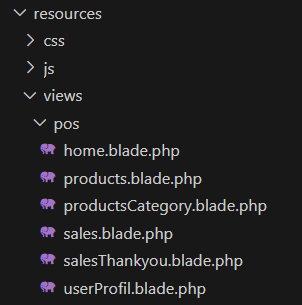 resources
css
js
views
pos
home.blade.php
products.blade.php
productsCategory.blade.php
sales.blade.php
salesThankyou.blade.php
userProfil.blade.php